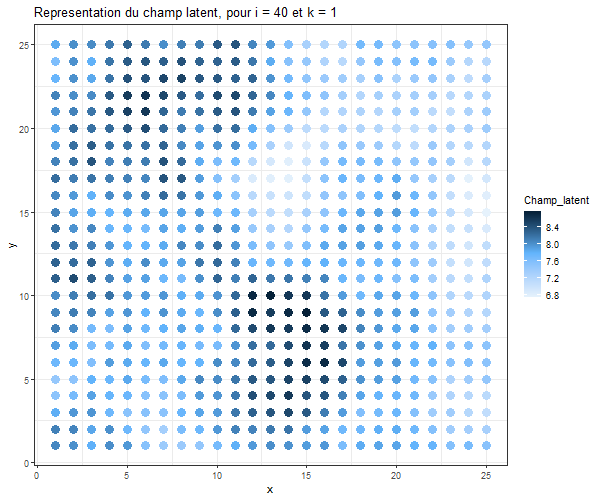 Representation du champ latent, pour i = 40 et k = 1
25
20
15
10
5
0
y
0 5 10 15 20 25
x
Champ_latent
8.4
8.0
7.6
7.2
6.8